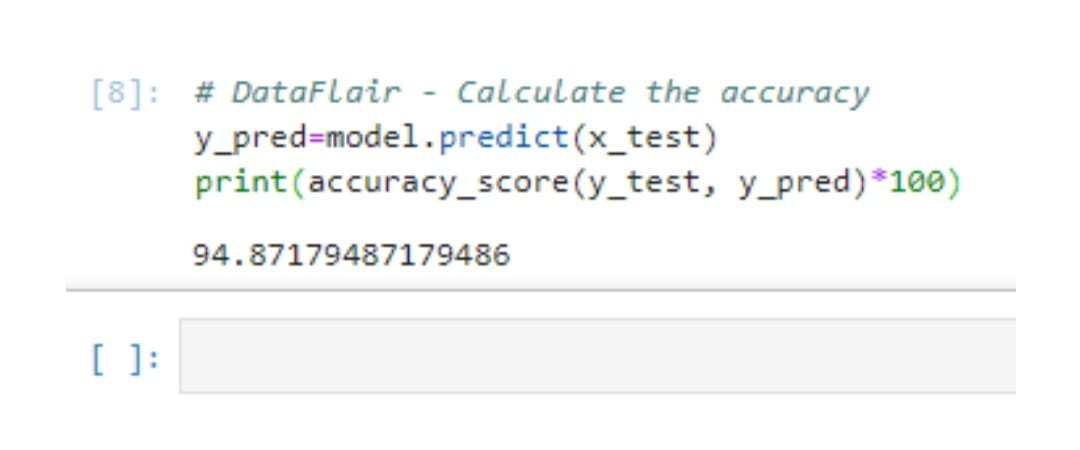 [8]: # DataFlair - Calculate the accuracy
y_pred=model.predict(x_test)
print(accuracy_score(y_test, y_pred)*100)
94.87179487179486
[ ]: